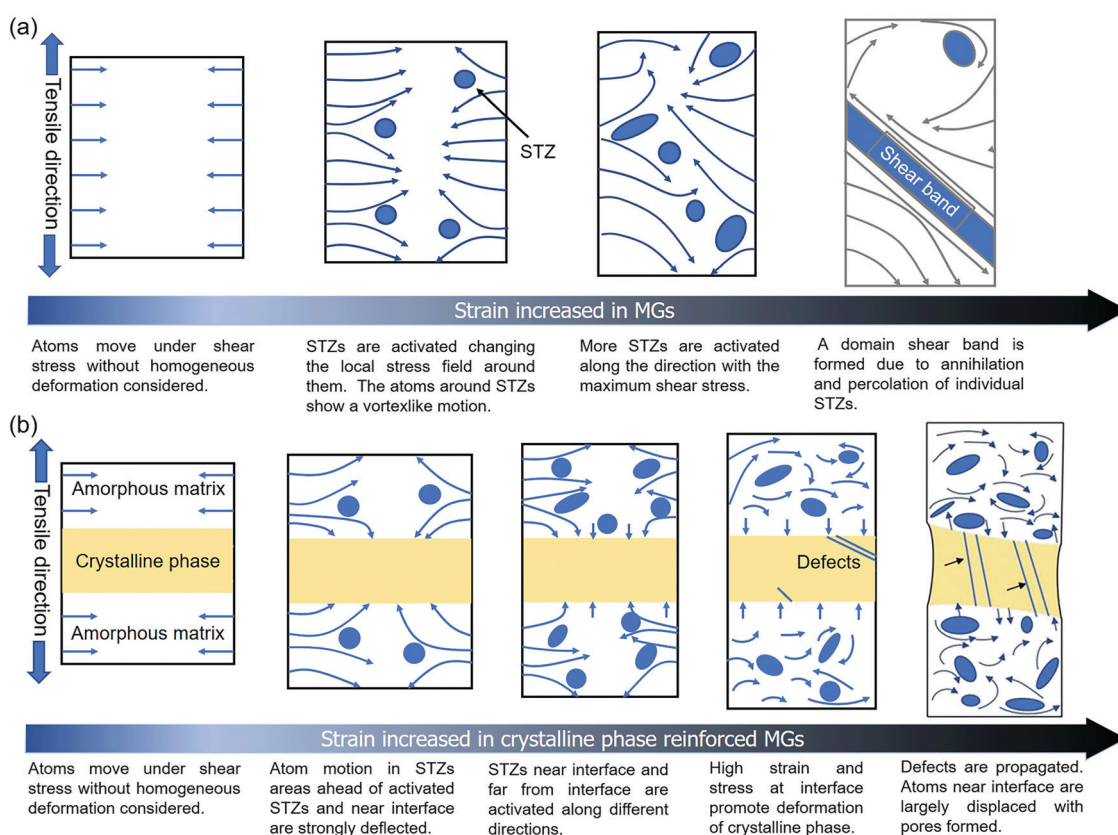 (a)
Tensile direction
STZ
Shear band
Strain increased in MGs
Atoms move under shear
stress without homogeneous
deformation considered.
STZs are activated changing
the local stress field around
them. The atoms around STZs
show a vortexlike motion.
More STZs are activated
along the direction with the
maximum shear stress.
A domain shear band is
formed due to annihilation
and percolation of individual
STZs.
(b)
Tensile direction
Amorphous matrix
Crystalline phase
Amorphous matrix
Defects
Strain increased in crystalline phase reinforced MGs
Atoms move under shear
stress without homogeneous
deformation considered.
Atom motion in STZs
areas ahead of activated
STZs and near interface
are strongly deflected.
STZs near interface and
far from interface are
activated along different
directions.
High strain and
stress at interface
promote deformation
of crystalline phase.
Defects are propagated.
Atoms near interface are
largely displaced with
pores formed.